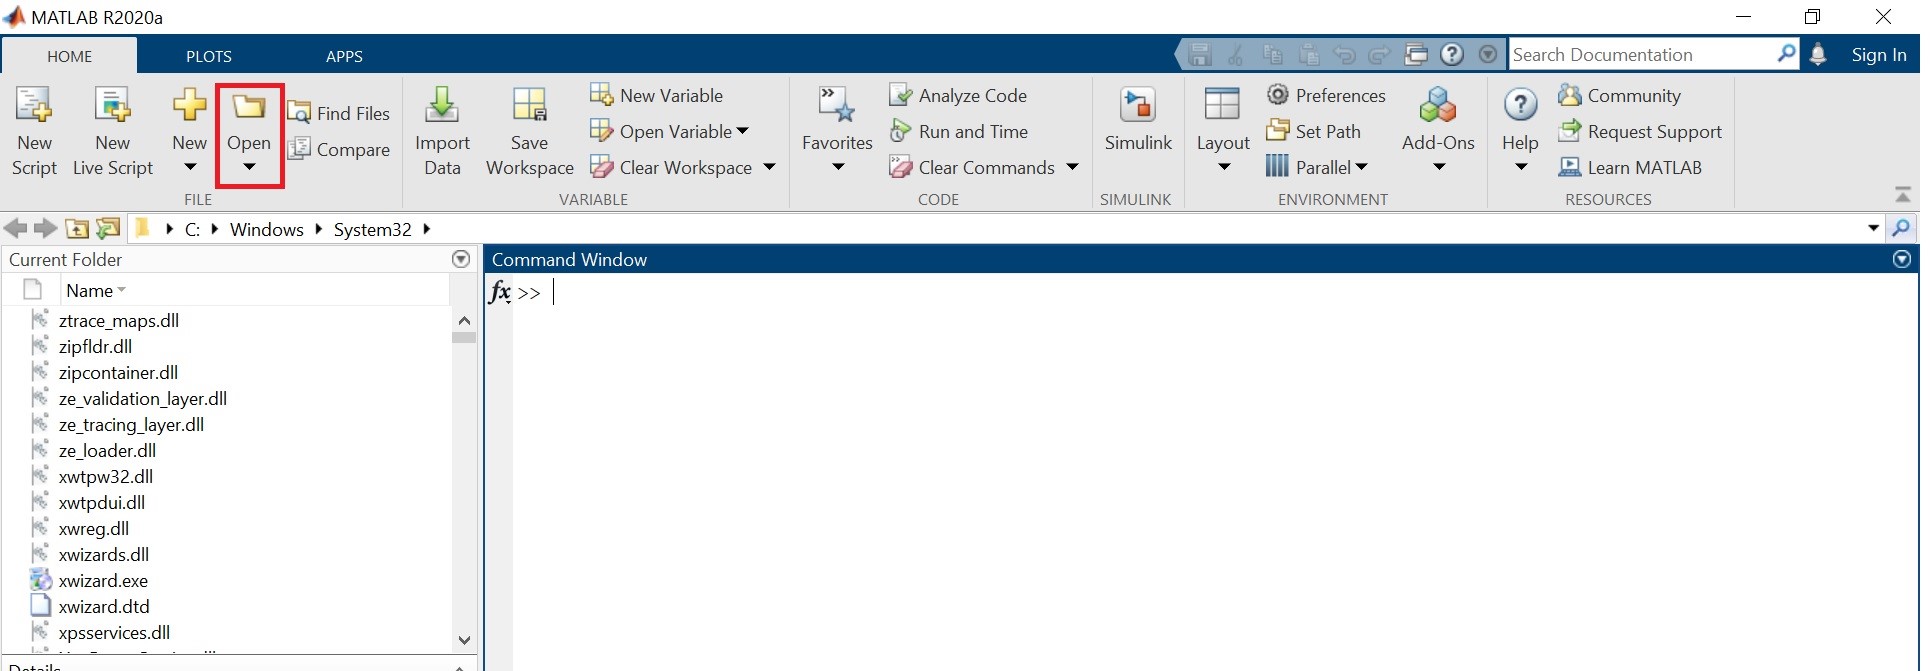 MATLAB R2020a
HOME PLOTS APPS Search Documentation Sign In
New Script
New Live Script
New
Open
Find Files
Compare
FILE
Import Data
Save Workspace
New Variable
Open Variable
Clear Workspace
VARIABLE
Favorites
Analyze Code
Run and Time
Clear Commands
CODE
Simulink
SIMULINK
Layout
Preferences
Set Path
Parallel
Add-Ons
ENVIRONMENT
Help
Community
Request Support
Learn MATLAB
RESOURCES
C: Windows System32
Current Folder
Name
ztrace_maps.dll
zipfldr.dll
zipcontainer.dll
ze_validation_layer.dll
ze_tracing_layer.dll
ze_loader.dll
xwtpw32.dll
xwtpdui.dll
xwreg.dll
xwizards.dll
xwizard.exe
xwizard.dtd
xpsservices.dll
Details
Command Window
fx >>